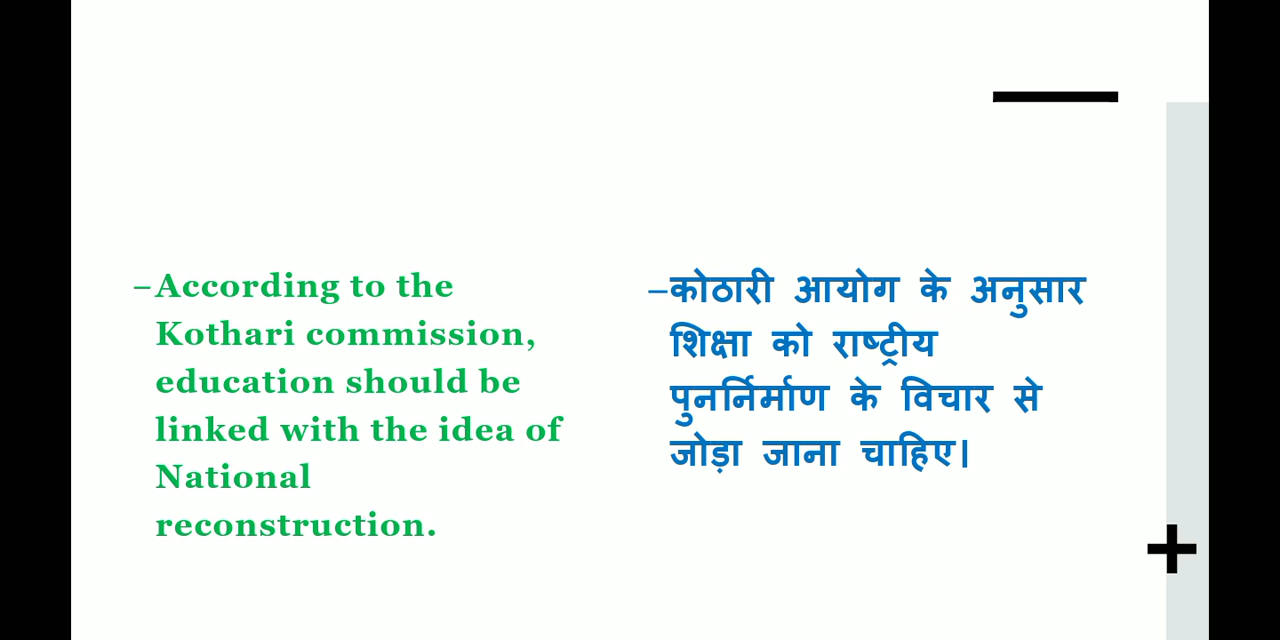 –According to the
Kothari commission,
education should be
linked with the idea of
National
reconstruction.
–कोठारी आयोग के अनुसार
शिक्षा को राष्ट्रीय
पुनर्निर्माण के विचार से
जोड़ा जाना चाहिए।